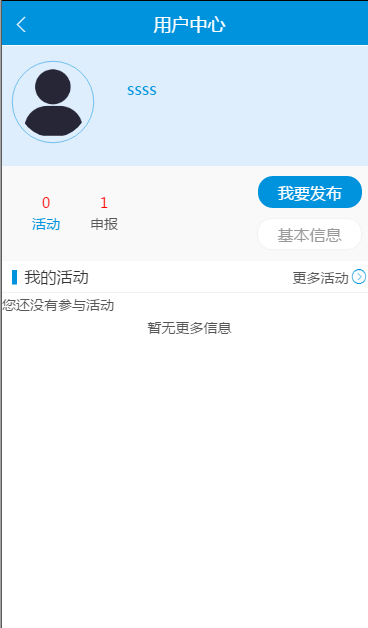 用户中心
ssss
0 1
活动 申报
我要发布
基本信息
我的活动 更多活动
您还没有参与活动
暂无更多信息